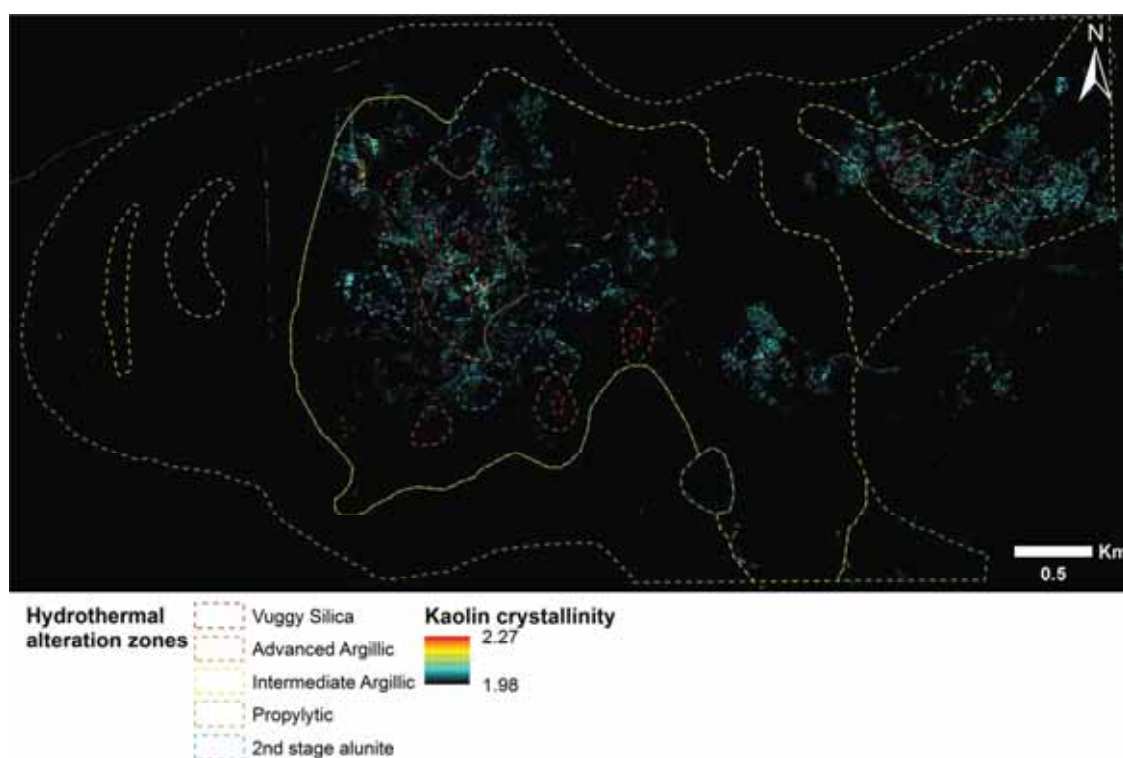 N
Km
0.5
Hydrothermal
alteration zones
Vuggy Silica
Advanced Argillic
Intermediate Argillic
Propylytic
2nd stage alunite
Kaolin crystallinity
2.27
1.98